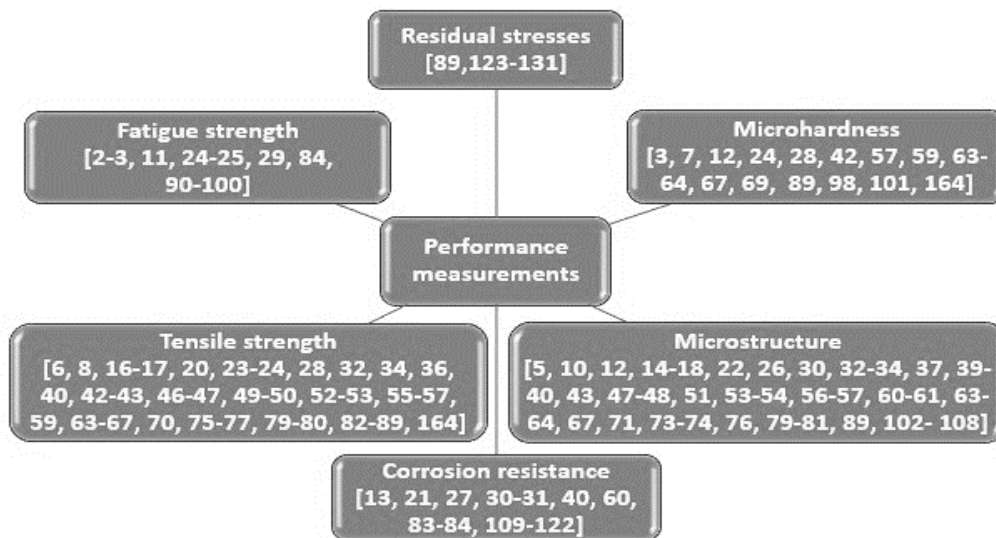 Residual stresses
[89,123-131]
Fatigue strength
[2-3, 11, 24-25, 29, 84,
90-100]
Microhardness
[3, 7, 12, 24, 28, 42, 57, 59, 63-
64, 67, 69, 89, 98, 101, 164]
Performance
measurements
Tensile strength
[6, 8, 16-17, 20, 23-24, 28, 32, 34, 36,
40, 42-43, 46-47, 49-50, 52-53, 55-57,
59, 63-67, 70, 75-77, 79-80, 82-89, 164]
Microstructure
[5, 10, 12, 14-18, 22, 26, 30, 32-34, 37, 39-
40, 43, 47-48, 51, 53-54, 56-57, 60-61, 63-
64, 67, 71, 73-74, 76, 79-81, 89, 102- 108]
Corrosion resistance
[13, 21, 27, 30-31, 40, 60,
83-84, 109-122]